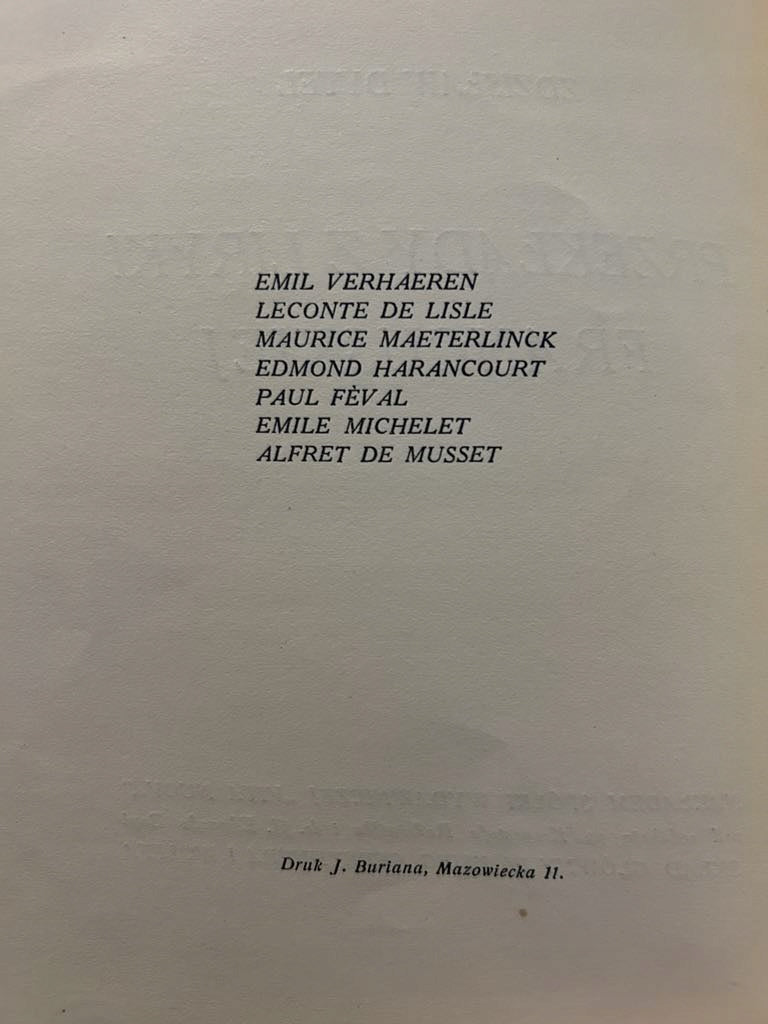 EMIL VERHAEREN
LECONTE DE LISLE
MAURICE MAETERLINCK
EDMOND HARANCOURT
PAUL FÈVAL
EMILE MICHELET
ALFRET DE MUSSET
Druk J. Buriana, Mazowiecka 11.